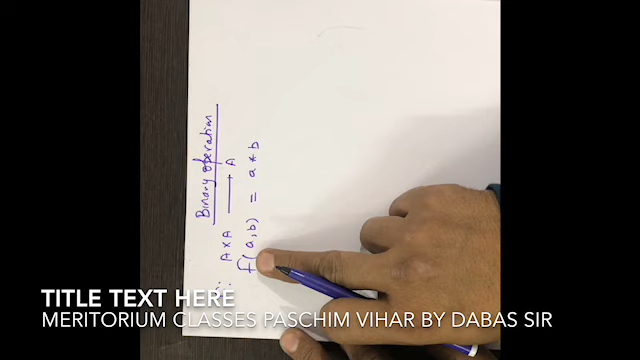 Binary operation
: A × A ⟶ A
f(a, b) = a * b
TITLE TEXT HERE
MERITORIUM CLASSES PASCHIM VIHAR BY DABAS SIR